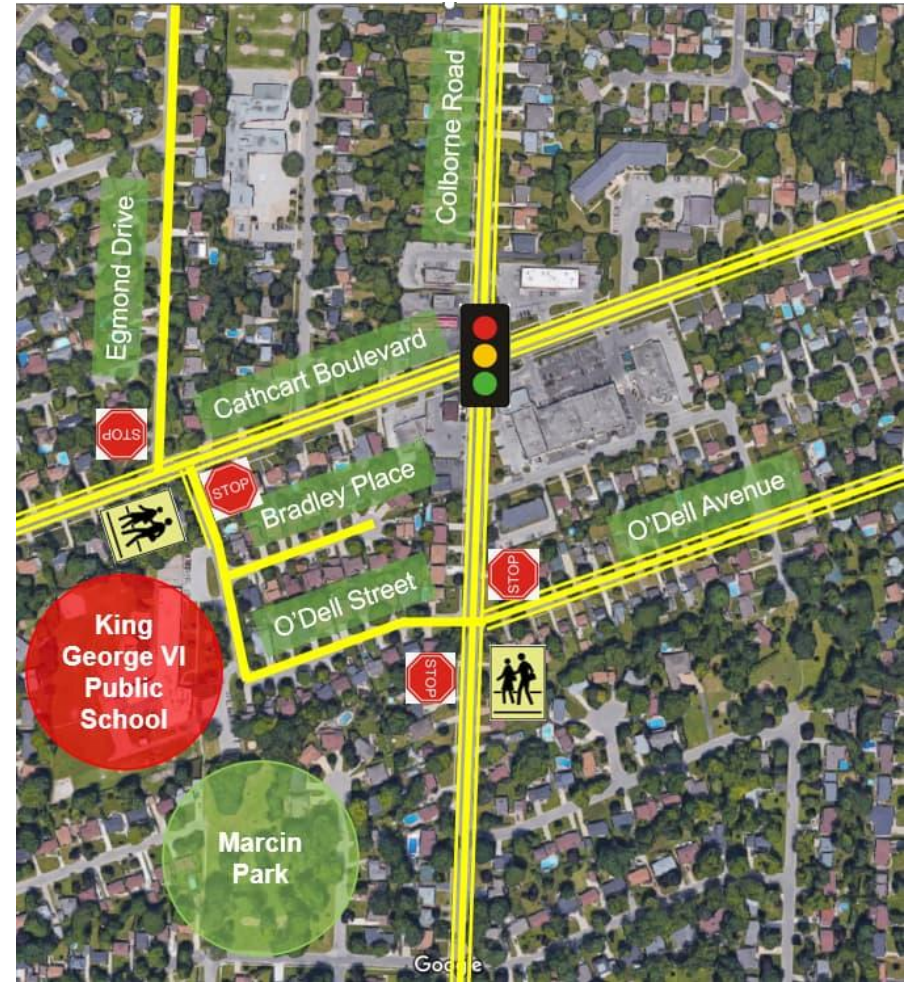 Colborne Road
Egmond Drive
Cathcart Boulevard
STOP
STOP
Bradley Place
O'Dell Avenue
STOP
O'Dell Street
King
George VI
Public
School
STOP
Marcin
Park
Google